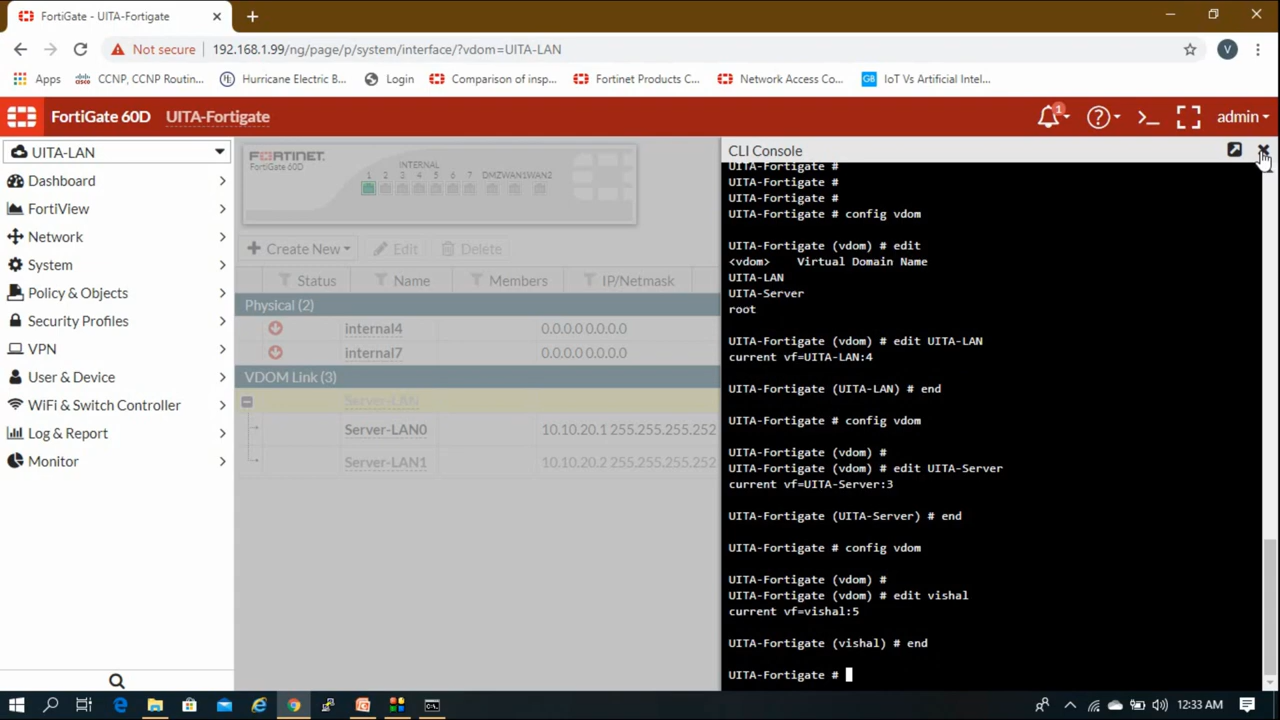 FortiGate - UITA-Fortigate
Not secure
192.168.1.99/ng/page/p/system/interface/?vdom=UITA-LAN
V
Apps
CCNP, CCNP Routin...
Hurricane Electric B...
Login
Comparison of insp...
Fortinet Products C...
Network Access Co...
GB
IoT Vs Artificial Intel...
FortiGate 60D
UITA-Fortigate
1
admin
UITA-LAN
Dashboard
FortiView
Network
System
Policy & Objects
Security Profiles
VPN
User & Device
WiFi & Switch Controller
Log & Report
Monitor
FORTINET
FortiGate 60D
INTERNAL
1 2 3 4 5 6 7 DMZ WAN1 WAN2
Create New
Edit
Delete
Status
Name
Members
IP/Netmask
Physical (2)
internal4
0.0.0.0 0.0.0.0
internal7
0.0.0.0 0.0.0.0
VDOM Link (3)
Server-LAN
Server-LAN0
10.10.20.1 255.255.255.252
Server-LAN1
10.10.20.2 255.255.255.252
CLI Console
UITA-Fortigate #
UITA-Fortigate #
UITA-Fortigate #
UITA-Fortigate # config vdom
UITA-Fortigate (vdom) # edit
<vdom>    Virtual Domain Name
UITA-LAN
UITA-Server
root
UITA-Fortigate (vdom) # edit UITA-LAN
current vf=UITA-LAN:4
UITA-Fortigate (UITA-LAN) # end
UITA-Fortigate # config vdom
UITA-Fortigate (vdom) #
UITA-Fortigate (vdom) # edit UITA-Server
current vf=UITA-Server:3
UITA-Fortigate (UITA-Server) # end
UITA-Fortigate # config vdom
UITA-Fortigate (vdom) #
UITA-Fortigate (vdom) # edit vishal
current vf=vishal:5
UITA-Fortigate (vishal) # end
UITA-Fortigate #
12:33 AM